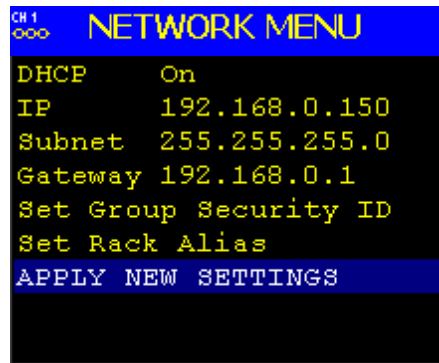 CH 1
ooo NETWORK MENU
DHCP On
IP 192.168.0.150
Subnet 255.255.255.0
Gateway 192.168.0.1
Set Group Security ID
Set Rack Alias
APPLY NEW SETTINGS